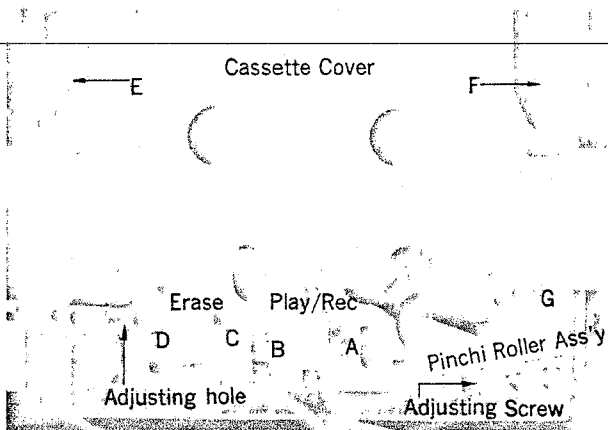 Cassette Cover
E
F
Erase
Play/Rec
G
D
C
B
A
Pinchi Roller Ass'y
Adjusting hole
Adjusting Screw